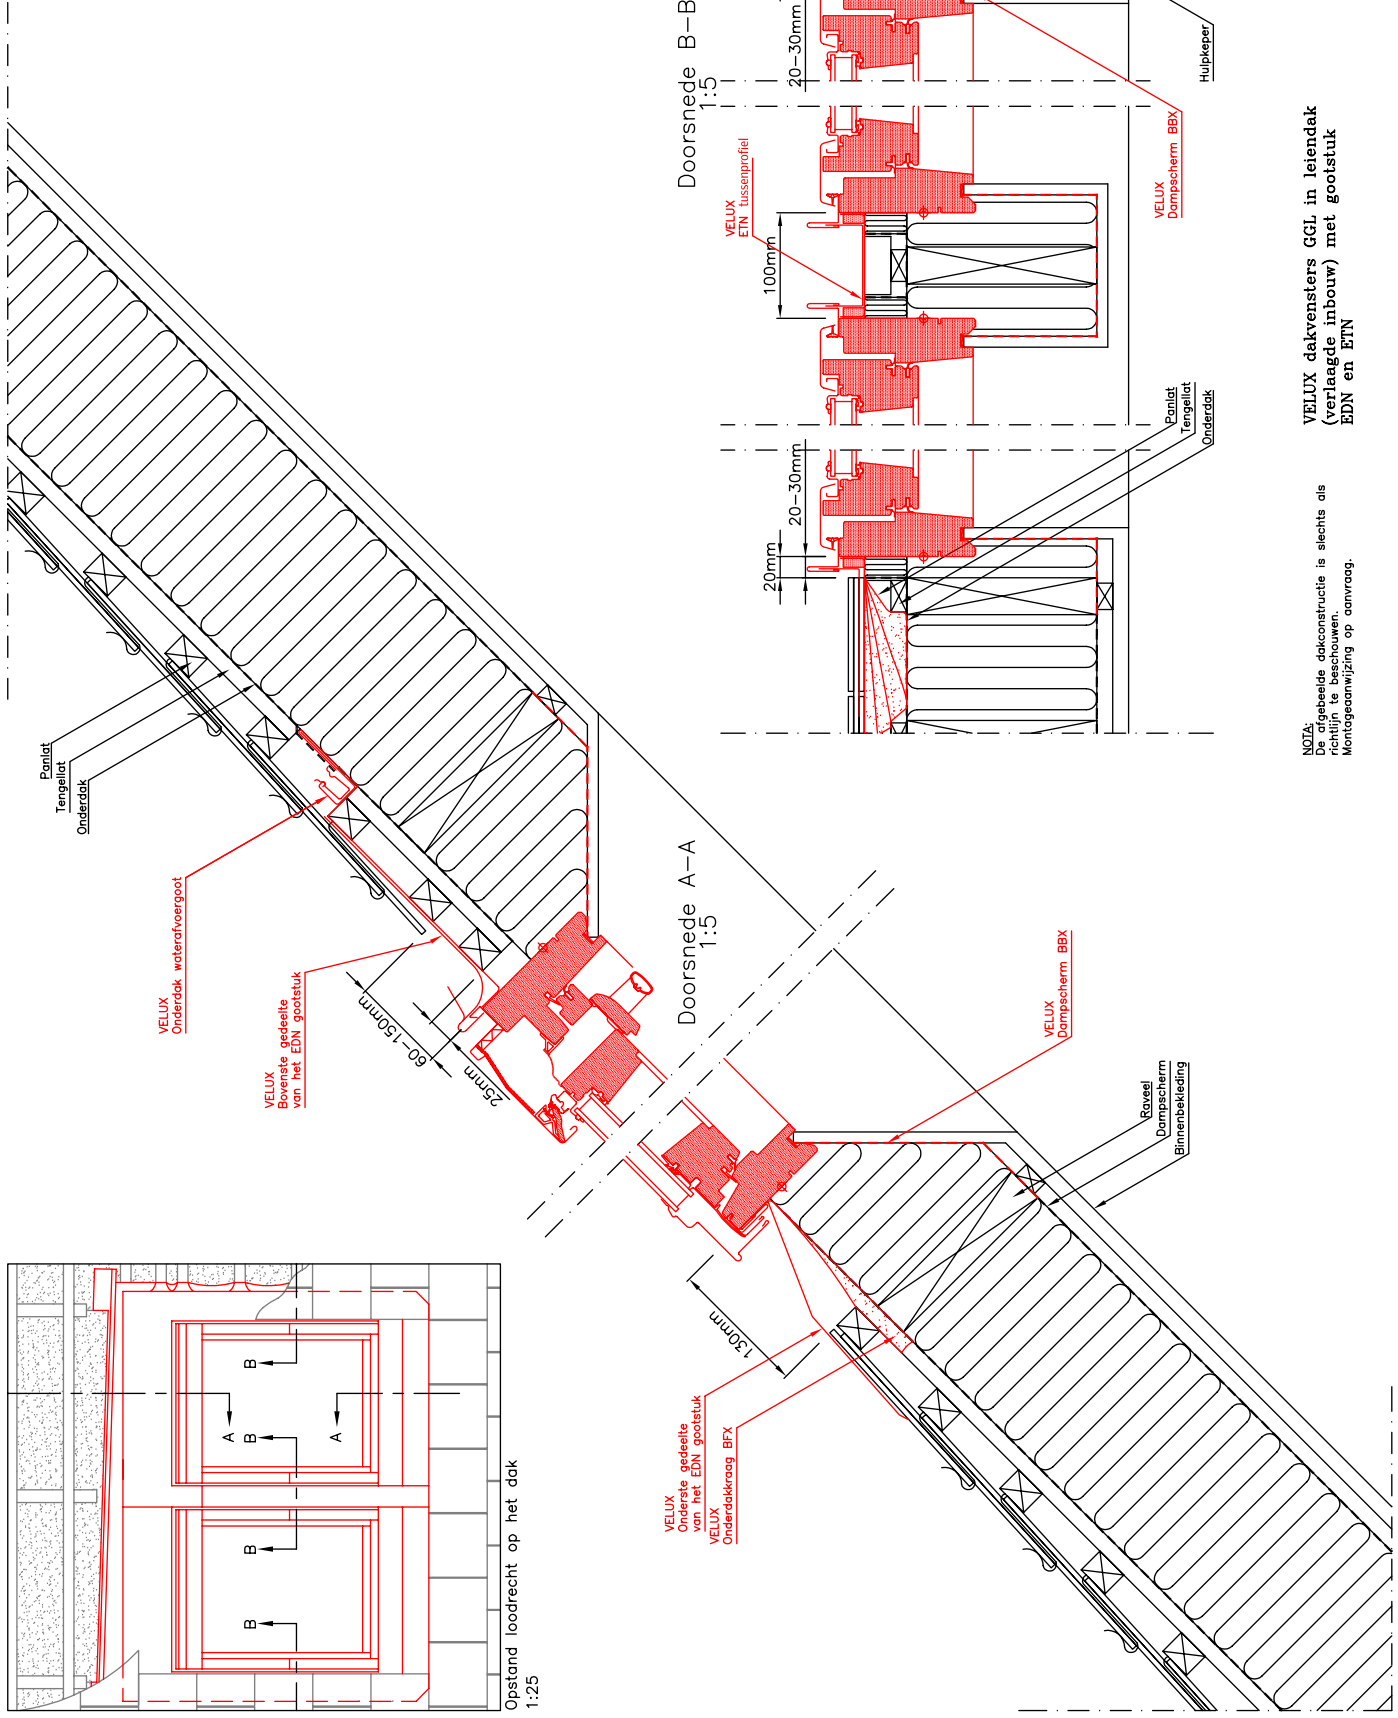 Opstand loodrecht op het dak
1:25
A
A
B
B
B
B
Panlat
Tengellat
Onderdak
VELUX
Onderdak waterafvoergoot
VELUX
Bovenste gedeelte
van het EDN gootstuk
60-150mm
25mm
Doorsnede A-A
1:5
130mm
VELUX
Onderste gedeelte
van het EDN gootstuk
VELUX
Onderdakkraag BFX
VELUX
Dampscherm BBX
Raveel
Dampscherm
Binnenbekleding
Doorsnede B-B
1:5
20mm
20-30mm
VELUX
ETN tussenprofiel
100mm
20-30mm
Panlat
Tengellat
Onderdak
VELUX
Dampscherm BBX
Hulpkeper
NOTA:
De afgebeelde dakconstructie is slechts als
richtlijn te beschouwen.
Montageaanwijzing op aanvraag.
VELUX dakvensters GGL in leiendak
(verlaagde inbouw) met gootstuk
EDN en ETN